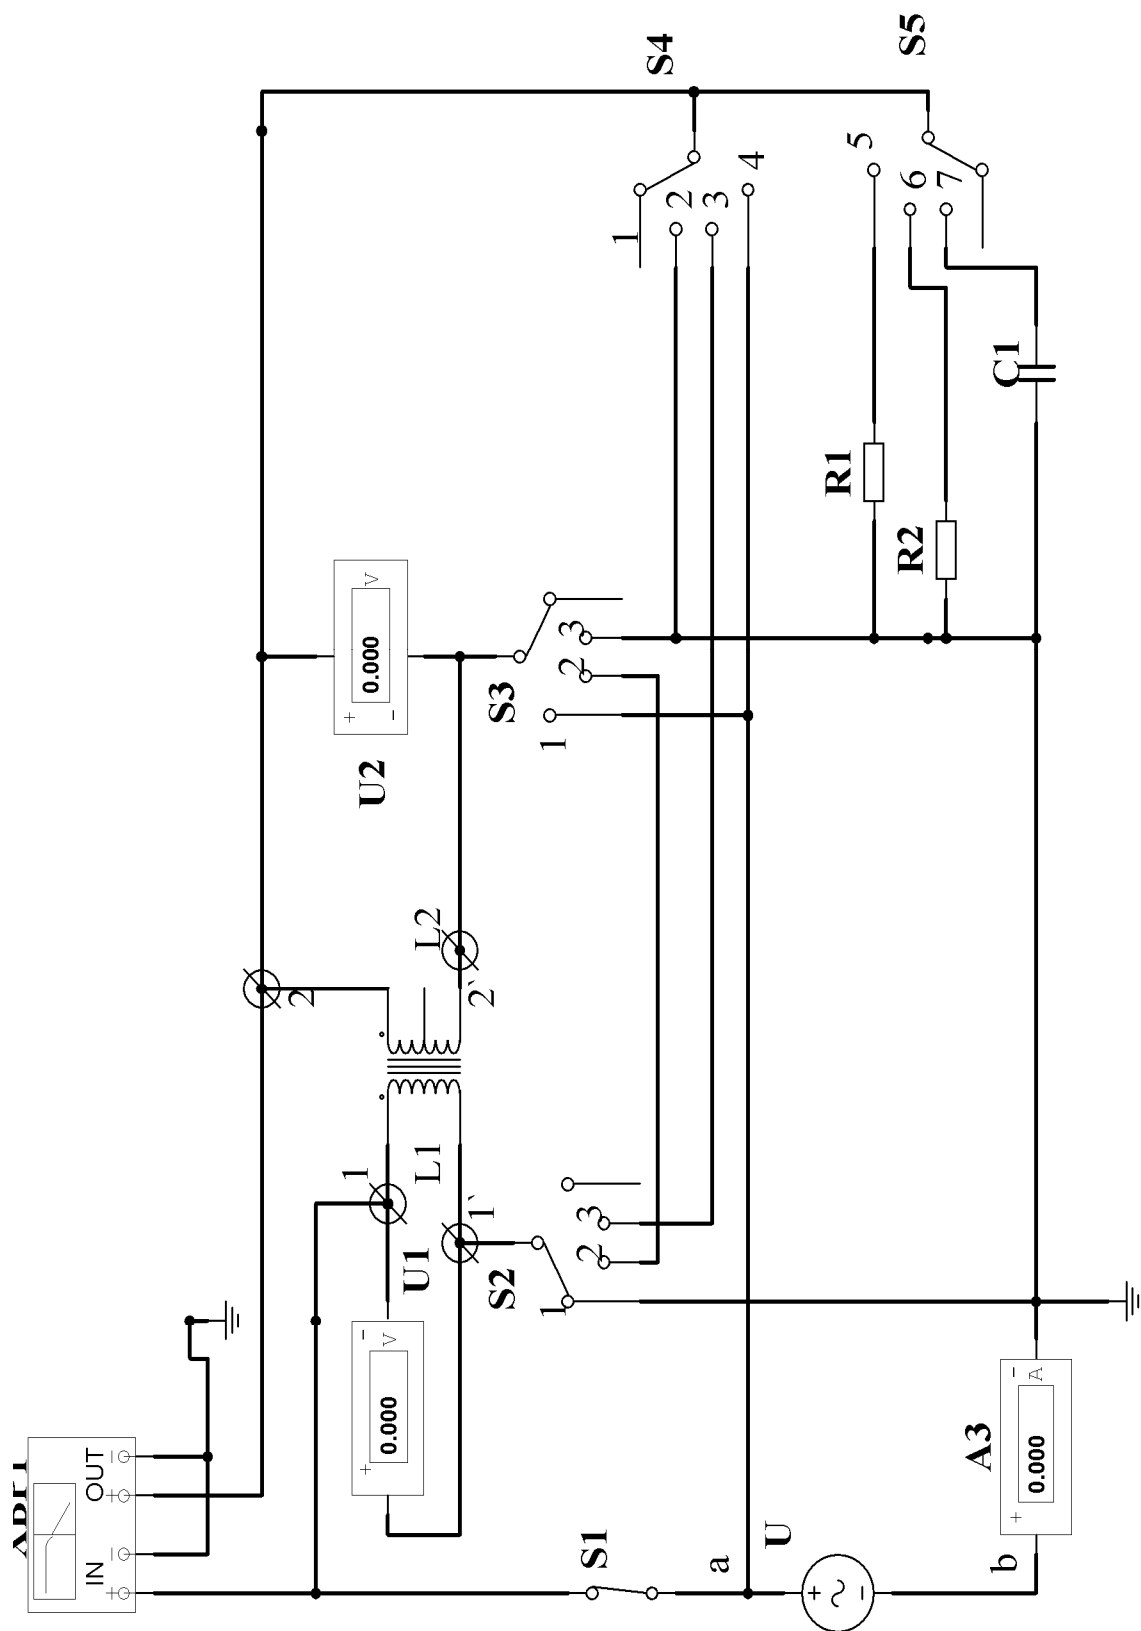 S4
S5
1
2
3
4
5
6
7
C1
R1
R2
+
−
0.000
V
U2
S3
1
2
3
2
L2
2`
1
L1
1`
U1
S2
1
2
3
−
V
0.000
+
IN
OUT
+
−
+
−
S1
a
U
+
−
b
A3
+
0.000
−
A